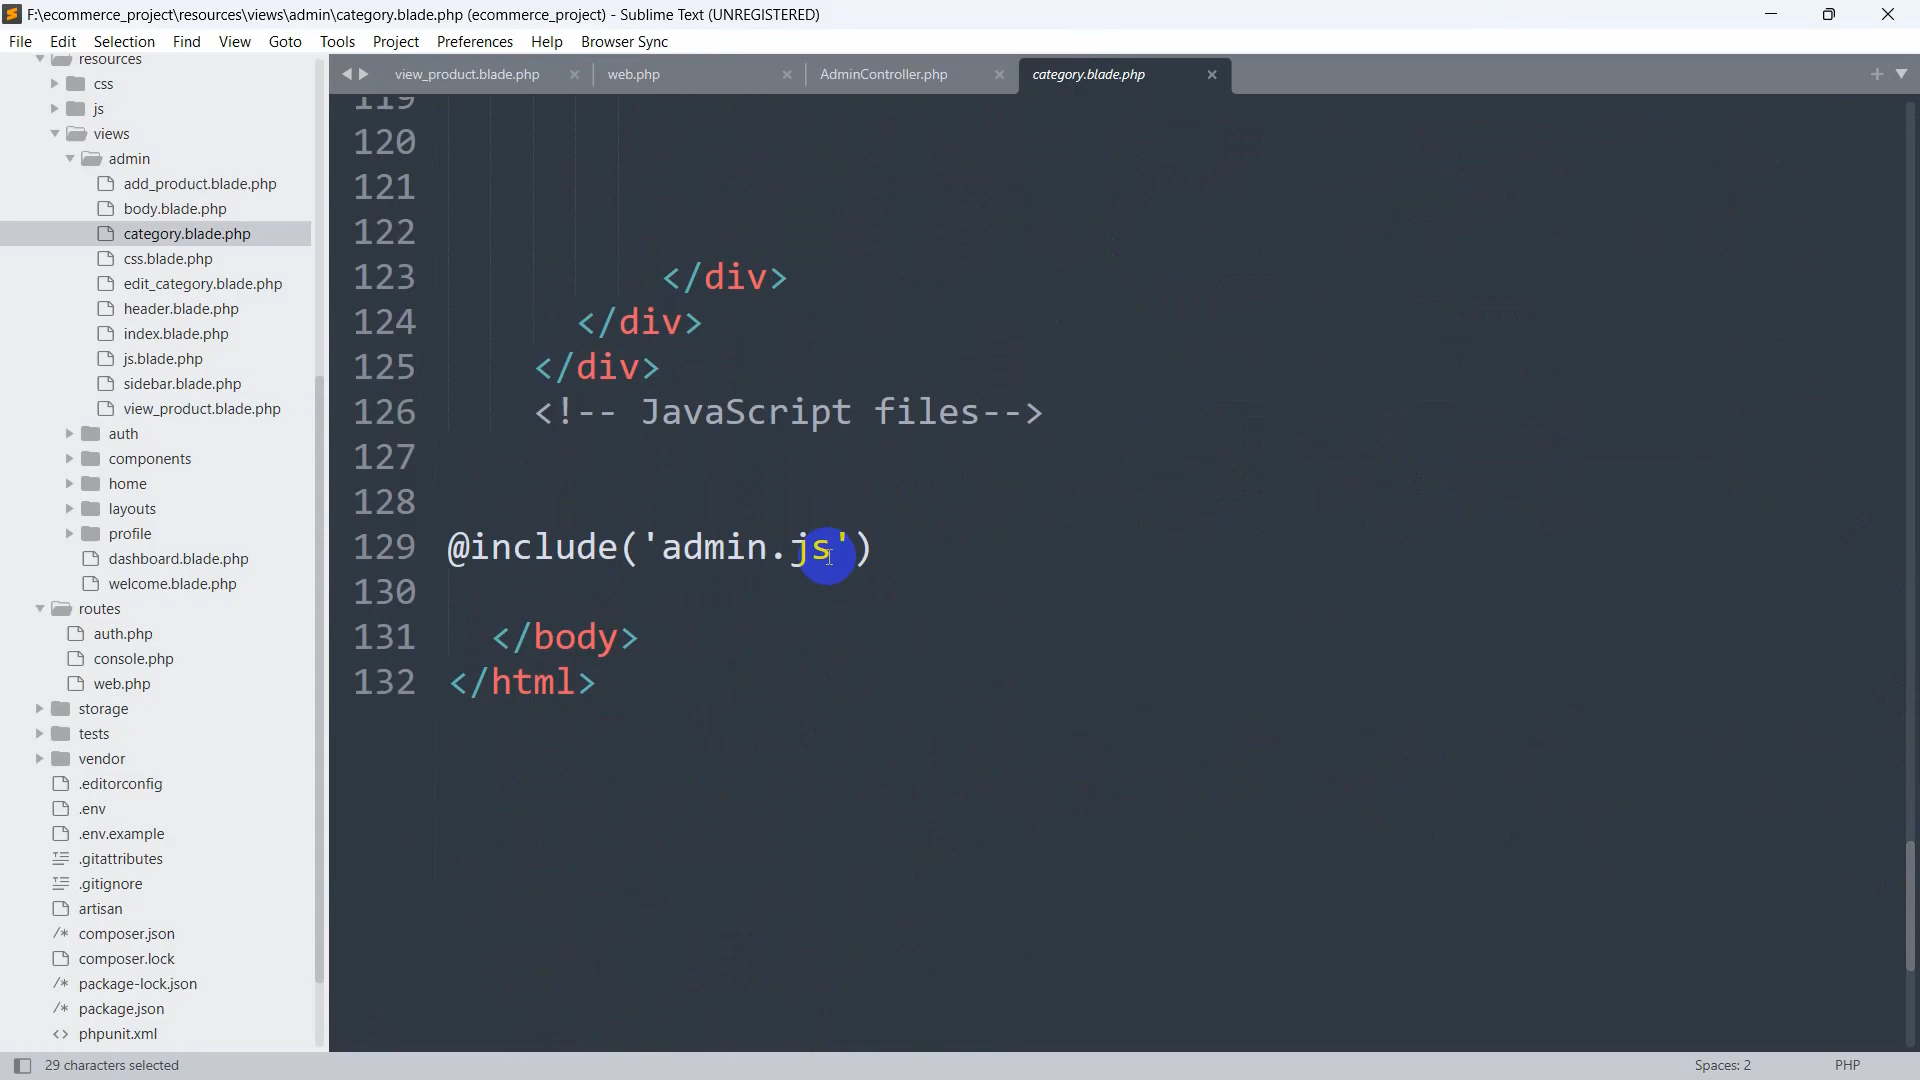 F:\ecommerce_project\resources\views\admin\category.blade.php (ecommerce_project) - Sublime Text (UNREGISTERED)
File Edit Selection Find View Goto Tools Project Preferences Help Browser Sync
resources
css
js
views
admin
add_product.blade.php
body.blade.php
category.blade.php
css.blade.php
edit_category.blade.php
header.blade.php
index.blade.php
js.blade.php
sidebar.blade.php
view_product.blade.php
auth
components
home
layouts
profile
dashboard.blade.php
welcome.blade.php
routes
auth.php
console.php
web.php
storage
tests
vendor
.editorconfig
.env
.env.example
.gitattributes
.gitignore
artisan
composer.json
composer.lock
package-lock.json
package.json
phpunit.xml
view_product.blade.php web.php AdminController.php category.blade.php
119
120
121
122
123 </div>
124 </div>
125 </div>
126 <!-- JavaScript files-->
127
128
129 @include('admin.js')
130
131 </body>
132 </html>
29 characters selected Spaces: 2 PHP